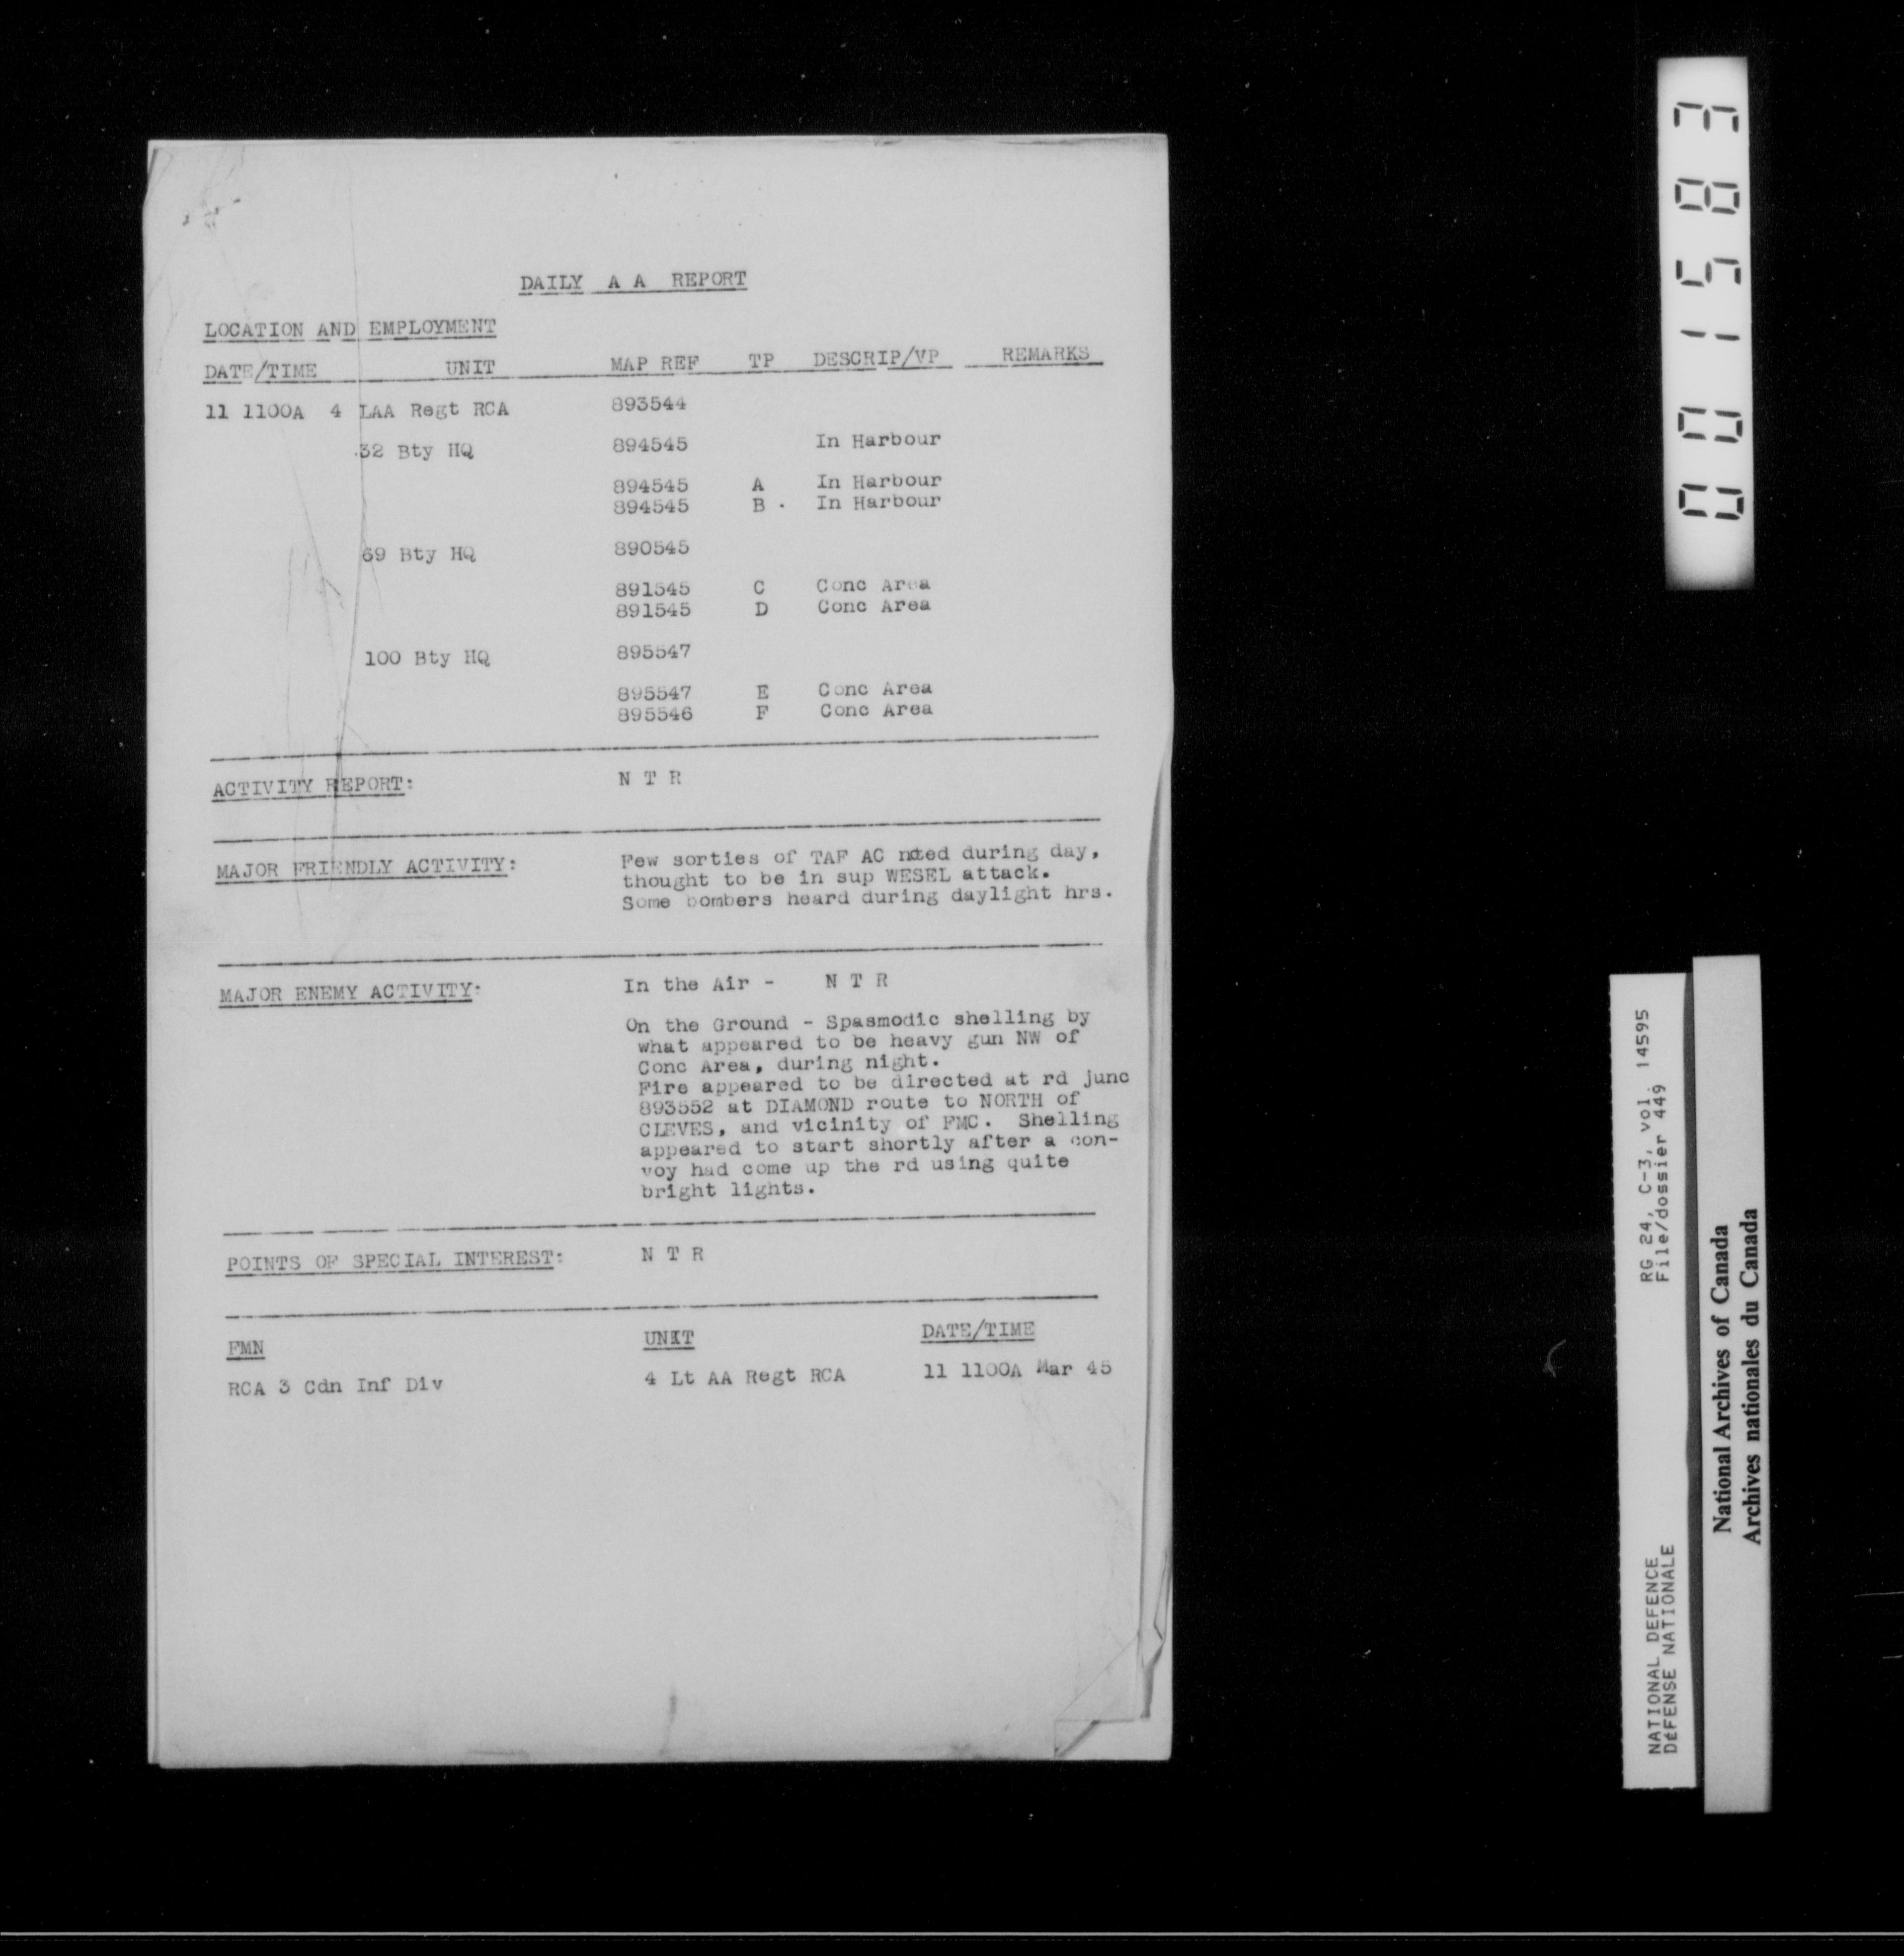 DAILY A A REPORT
LOCATION AND EMPLOYMENT
DATE/TIME UNIT MAP REF TP DESCRIP/VP REMARKS
11 1100A 4 LAA Regt RCA 893544
32 Bty HQ 894545 In Harbour
894545 A In Harbour
894545 B . In Harbour
69 Bty HQ 890545
891545 C Conc Area
891545 D Conc Area
100 Bty HQ 895547
895547 E Conc Area
895546 F Conc Area
ACTIVITY REPORT: N T R
MAJOR FRIENDLY ACTIVITY: Few sorties of TAF AC noted during day,
thought to be in sup WESEL attack.
Some bombers heard during daylight hrs.
MAJOR ENEMY ACTIVITY: In the Air - N T R
On the Ground - Spasmodic shelling by
what appeared to be heavy gun NW of
Conc Area, during night.
Fire appeared to be directed at rd junc
893552 at DIAMOND route to NORTH of
CLEVES, and vicinity of FMC. Shelling
appeared to start shortly after a con-
voy had come up the rd using quite
bright lights.
POINTS OF SPECIAL INTEREST: N T R
FMN UNIT DATE/TIME
RCA 3 Cdn Inf Div 4 Lt AA Regt RCA 11 1100A Mar 45
001583
NATIONAL DEFENCE RG 24, C-3, vol. 14595
DÉFENSE NATIONALE File/dossier 449
National Archives of Canada
Archives nationales du Canada